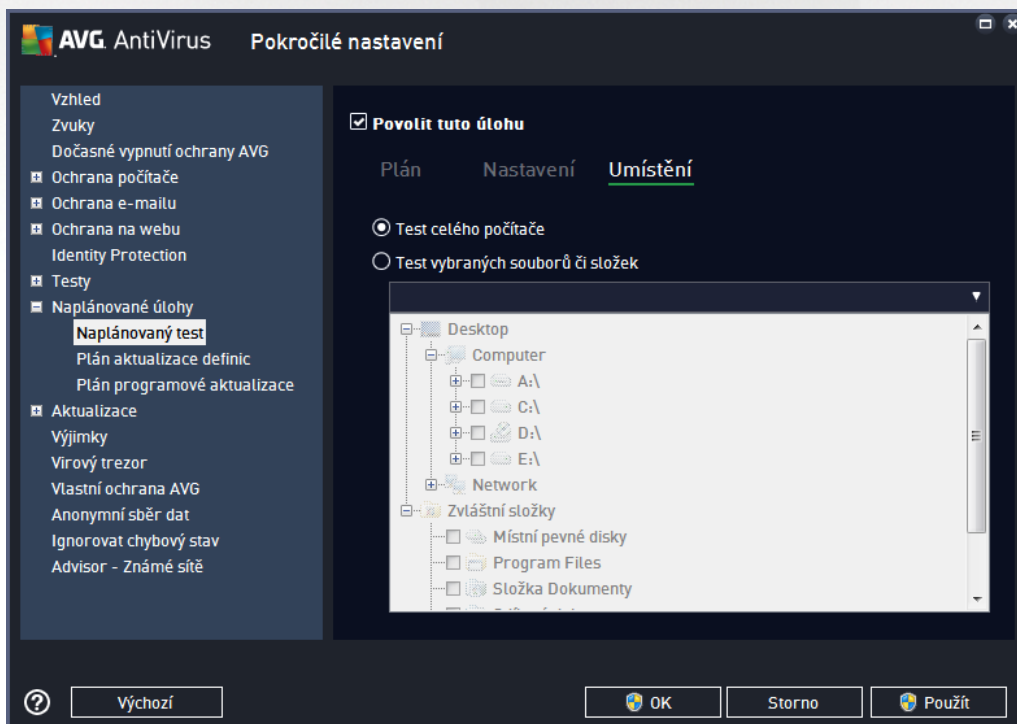 AVG. AntiVirus Pokročilé nastavení
Vzhled
Zvuky
Dočasné vypnutí ochrany AVG
Ochrana počítače
Ochrana e-mailu
Ochrana na webu
Identity Protection
Testy
Naplánované úlohy
Naplánovaný test
Plán aktualizace definic
Plán programové aktualizace
Aktualizace
Výjimky
Virový trezor
Vlastní ochrana AVG
Anonymní sběr dat
Ignorovat chybový stav
Advisor - Známé sítě
Povolit tuto úlohu
Plán Nastavení Umístění
Test celého počítače
Test vybraných souborů či složek
Desktop
Computer
A:\
C:\
D:\
E:\
Network
Zvláštní složky
Místní pevné disky
Program Files
Složka Dokumenty
Výchozí OK Storno Použít